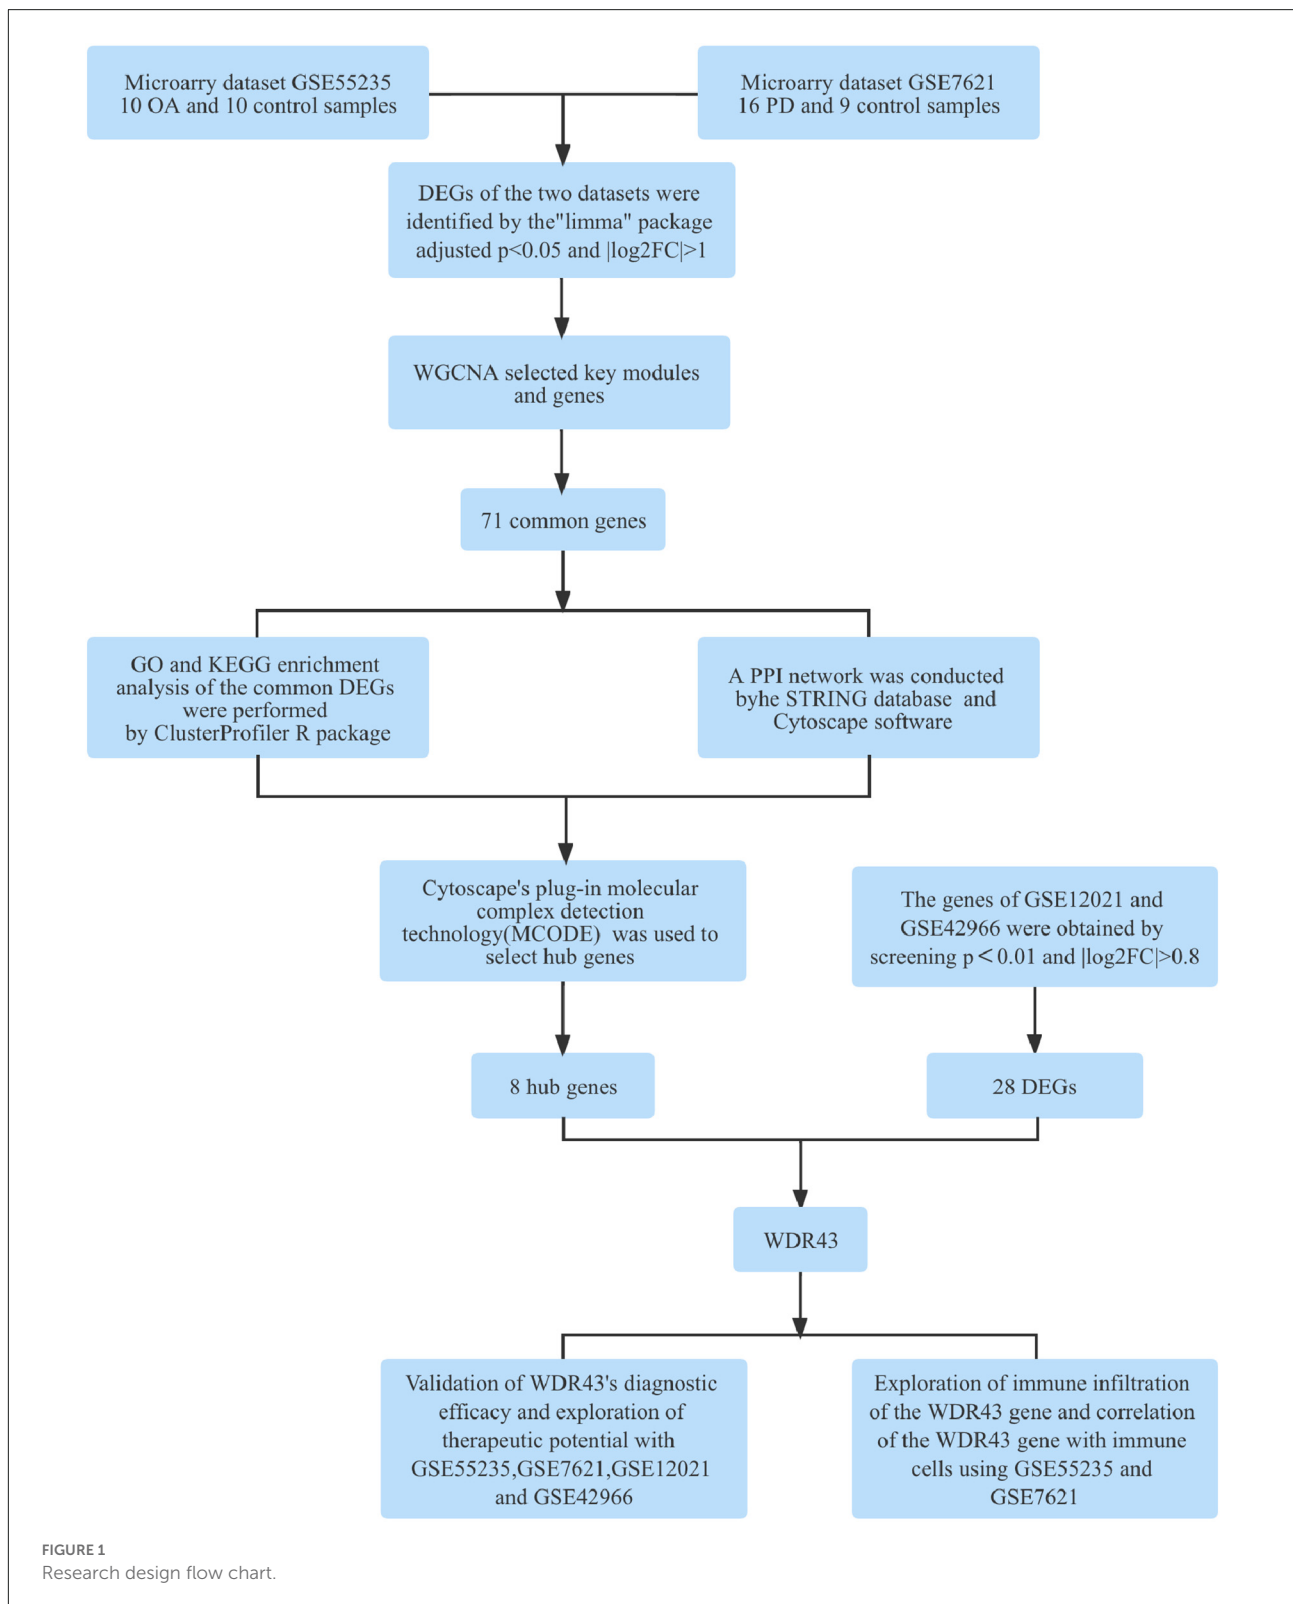 Microarry dataset GSE55235
10 OA and 10 control samples
Microarry dataset GSE7621
16 PD and 9 control samples
DEGs of the two datasets were
identified by the"limma" package
adjusted p<0.05 and |log2FC|>1
WGCNA selected key modules
and genes
71 common genes
GO and KEGG enrichment
analysis of the common DEGs
were performed
by ClusterProfiler R package
A PPI network was conducted
byhe STRING database and
Cytoscape software
Cytoscape's plug-in molecular
complex detection
technology(MCODE) was used to
select hub genes
The genes of GSE12021 and
GSE42966 were obtained by
screening p＜0.01 and |log2FC|>0.8
8 hub genes
28 DEGs
WDR43
Validation of WDR43's diagnostic
efficacy and exploration of
therapeutic potential with
GSE55235,GSE7621,GSE12021
and GSE42966
Exploration of immune infiltration
of the WDR43 gene and correlation
of the WDR43 gene with immune
cells using GSE55235 and
GSE7621
FIGURE 1
Research design flow chart.